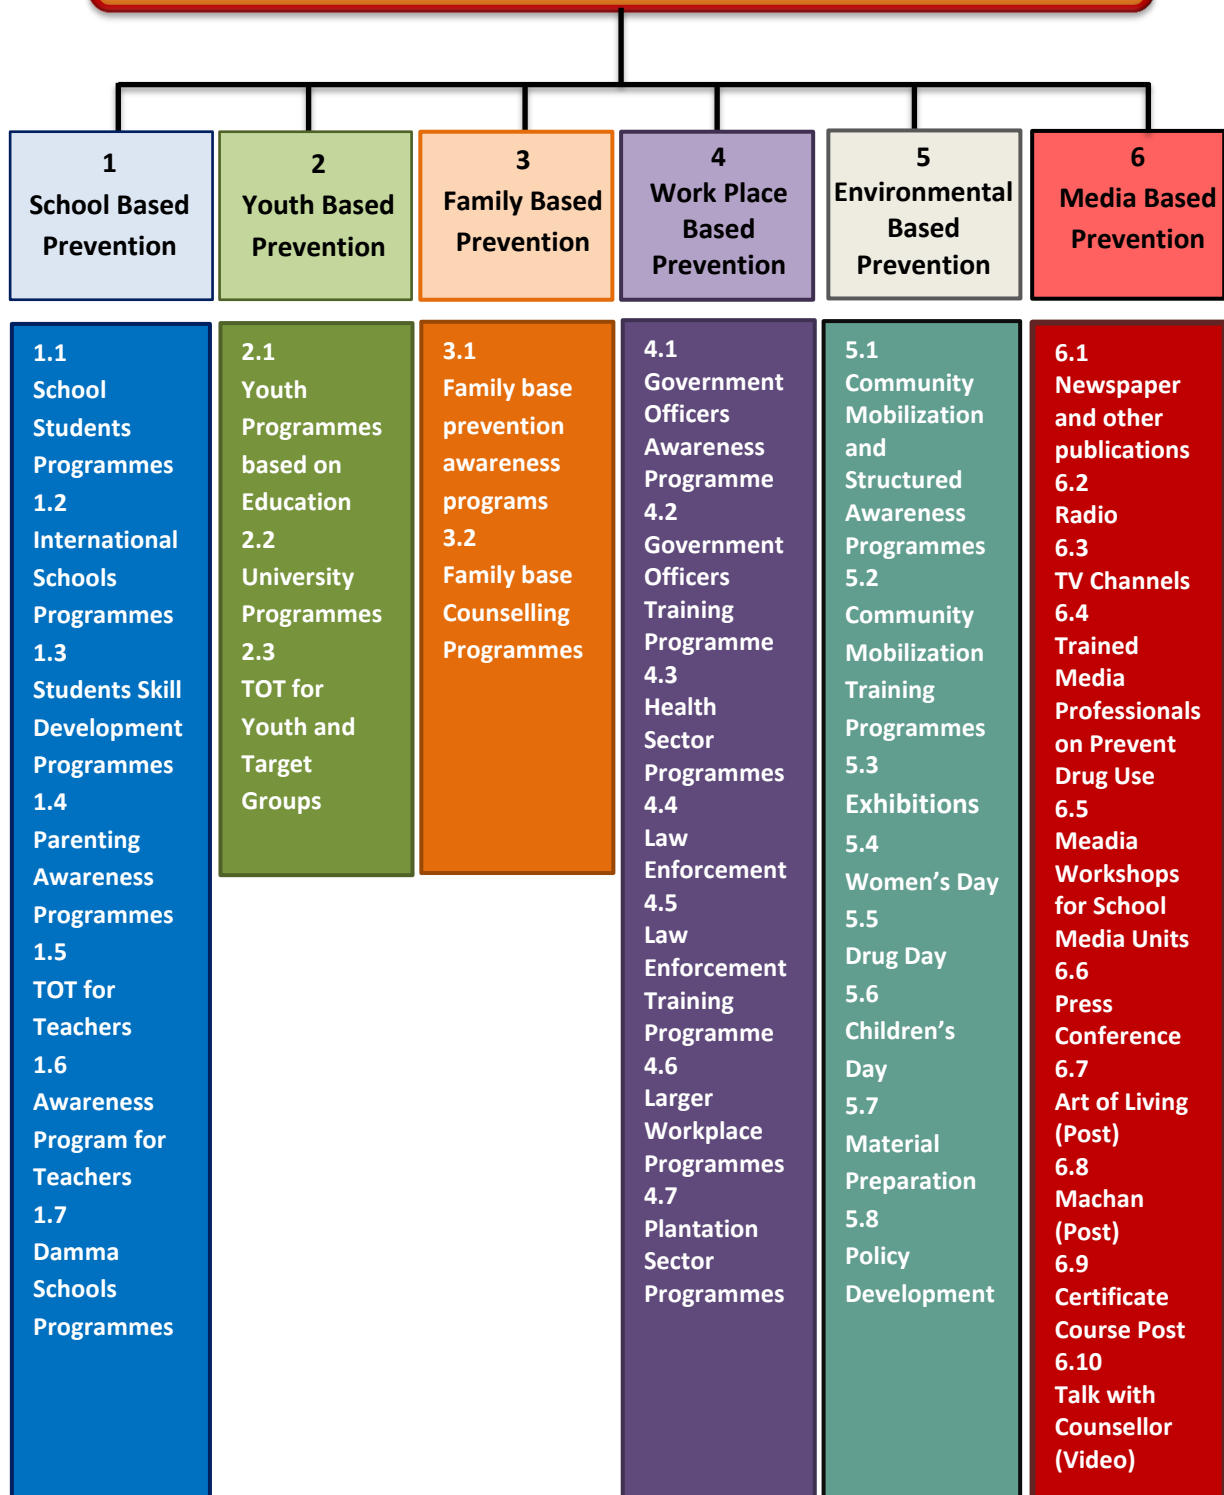 1
School Based
Prevention
2
Youth Based
Prevention
3
Family Based
Prevention
4
Work Place
Based
Prevention
5
Environmental
Based
Prevention
6
Media Based
Prevention
1.1
School
Students
Programmes
1.2
International
Schools
Programmes
1.3
Students Skill
Development
Programmes
1.4
Parenting
Awareness
Programmes
1.5
TOT for
Teachers
1.6
Awareness
Program for
Teachers
1.7
Damma
Schools
Programmes
2.1
Youth
Programmes
based on
Education
2.2
University
Programmes
2.3
TOT for
Youth and
Target
Groups
3.1
Family base
prevention
awareness
programs
3.2
Family base
Counselling
Programmes
4.1
Government
Officers
Awareness
Programme
4.2
Government
Officers
Training
Programme
4.3
Health
Sector
Programmes
4.4
Law
Enforcement
4.5
Law
Enforcement
Training
Programme
4.6
Larger
Workplace
Programmes
4.7
Plantation
Sector
Programmes
5.1
Community
Mobilization
and
Structured
Awareness
Programmes
5.2
Community
Mobilization
Training
Programmes
5.3
Exhibitions
5.4
Women’s Day
5.5
Drug Day
5.6
Children’s
Day
5.7
Material
Preparation
5.8
Policy
Development
6.1
Newspaper
and other
publications
6.2
Radio
6.3
TV Channels
6.4
Trained
Media
Professionals
on Prevent
Drug Use
6.5
Meadia
Workshops
for School
Media Units
6.6
Press
Conference
6.7
Art of Living
(Post)
6.8
Machan
(Post)
6.9
Certificate
Course Post
6.10
Talk with
Counsellor
(Video)